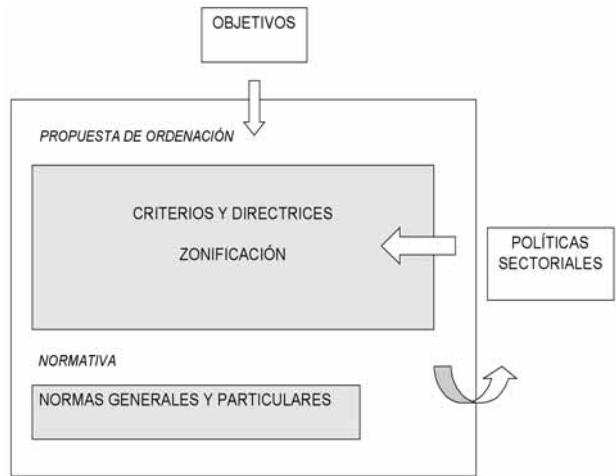 OBJETIVOS
PROPUESTA DE ORDENACIÓN
CRITERIOS Y DIRECTRICES
ZONIFICACIÓN
POLÍTICAS
SECTORIALES
NORMATIVA
NORMAS GENERALES Y PARTICULARES